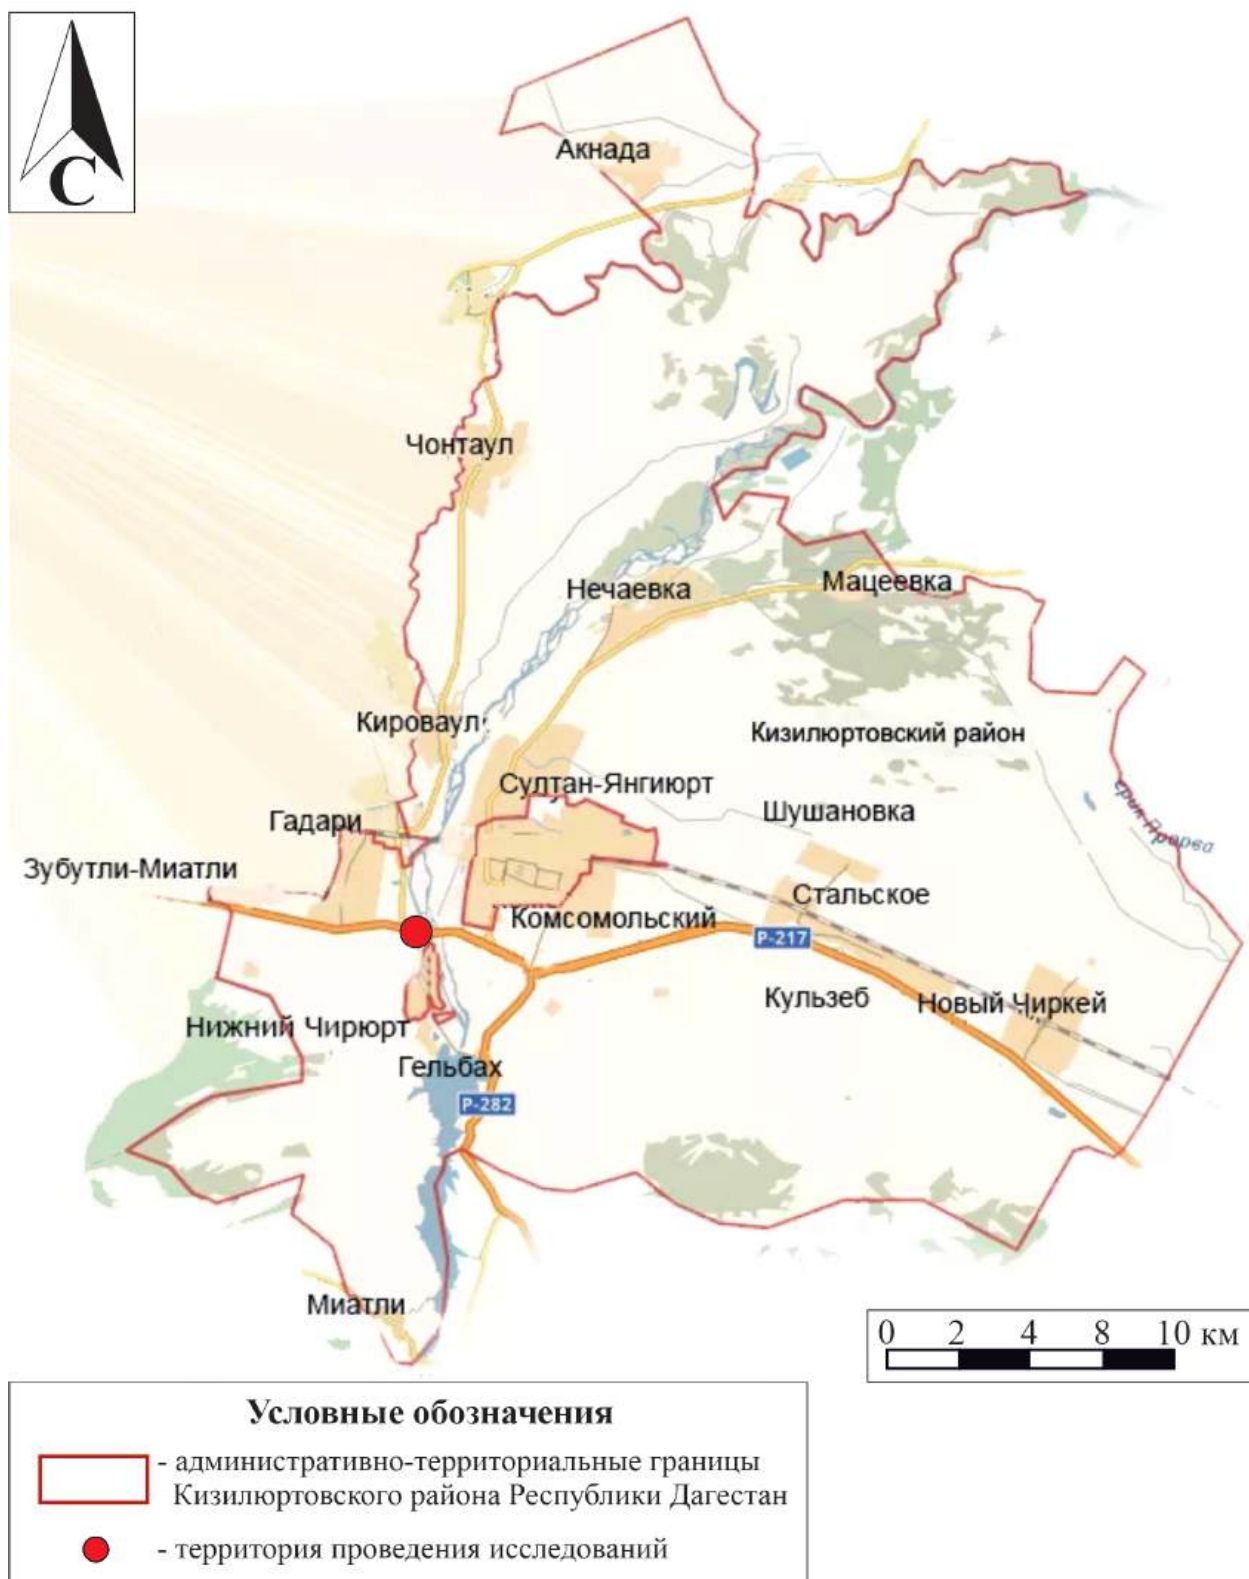 С
Акнада
Чонтаул
Нечаевка
Мацеевка
Кироваул
Кизилюртовский район
Султан-Янгиюрт
Шушановка
ерик Прорва
Гадари
Зубутли-Миатли
Стальское
Комсомольский
Р-217
Кульзеб
Новый Чиркей
Нижний Чирюрт
Гельбах
Р-282
Миатли
0 2 4 8 10 км
Условные обозначения
- административно-территориальные границы
Кизилюртовского района Республики Дагестан
- территория проведения исследований